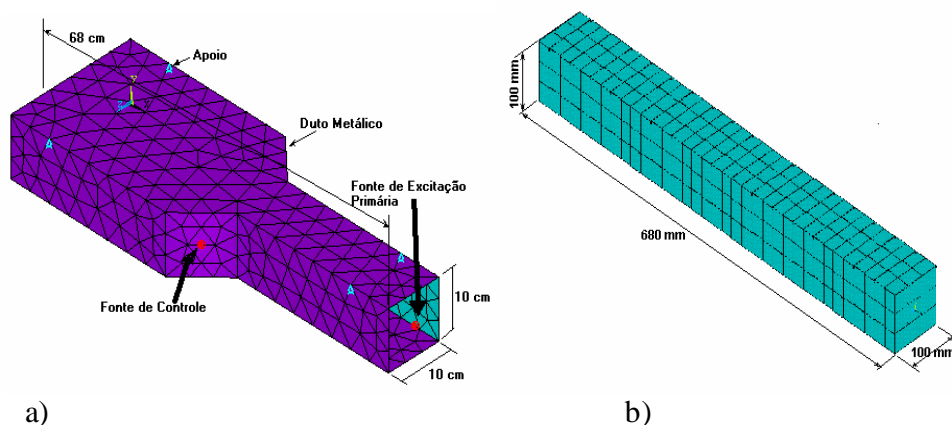 68 cm
Apoio
Duto Metálico
Fonte de Excitação
Primária
Fonte de Controle
10 cm
10 cm
a)
100 mm
680 mm
100 mm
b)